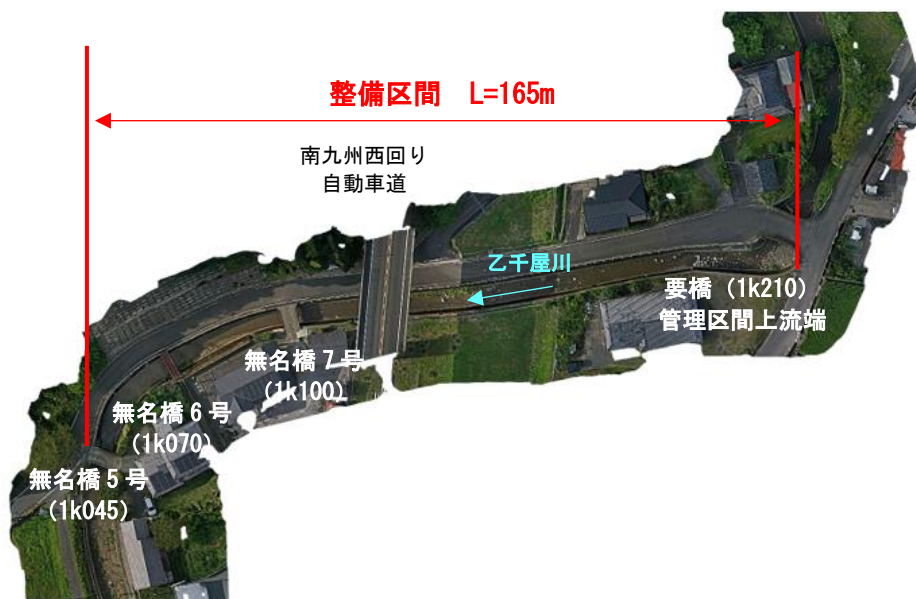 整備区間　L=165m
南九州西回り
自動車道
乙千屋川
要橋（1k210）
管理区間上流端
無名橋７号
（1k100）
無名橋６号
（1k070）
無名橋５号
（1k045）